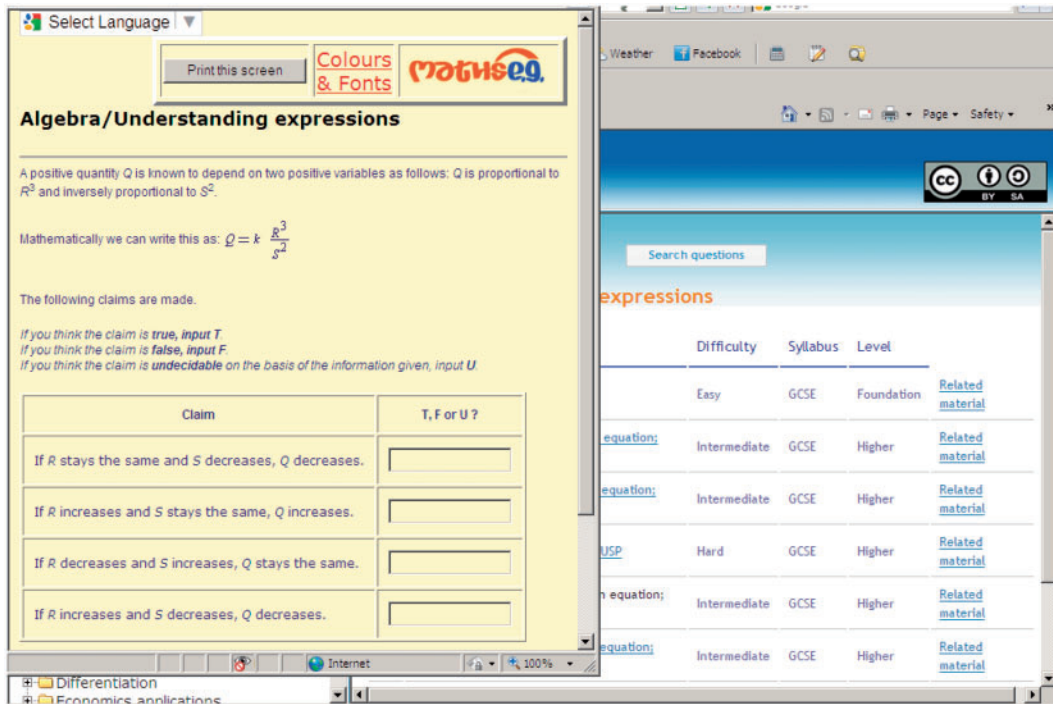 Select Language
Print this screen
Colours
& Fonts
mathse.g.
Algebra/Understanding expressions
A positive quantity Q is known to depend on two positive variables as follows: Q is proportional to
R³ and inversely proportional to S².
Mathematically we can write this as: Q = k R³/S²
The following claims are made.
If you think the claim is true, input T.
If you think the claim is false, input F.
If you think the claim is undecidable on the basis of the information given, input U.
Claim T, F or U ?
If R stays the same and S decreases, Q decreases.
If R increases and S stays the same, Q increases.
If R decreases and S increases, Q stays the same.
If R increases and S decreases, Q decreases.
Internet 100%
Differentiation
Economics applications
Weather Facebook
Page Safety »
cc BY SA
Search questions
expressions
Difficulty Syllabus Level
Easy GCSE Foundation Related
material
equation;
Intermediate GCSE Higher Related
material
equation;
Intermediate GCSE Higher Related
material
USP Hard GCSE Higher Related
material
equation;
Intermediate GCSE Higher Related
material
equation;
Intermediate GCSE Higher Related
material